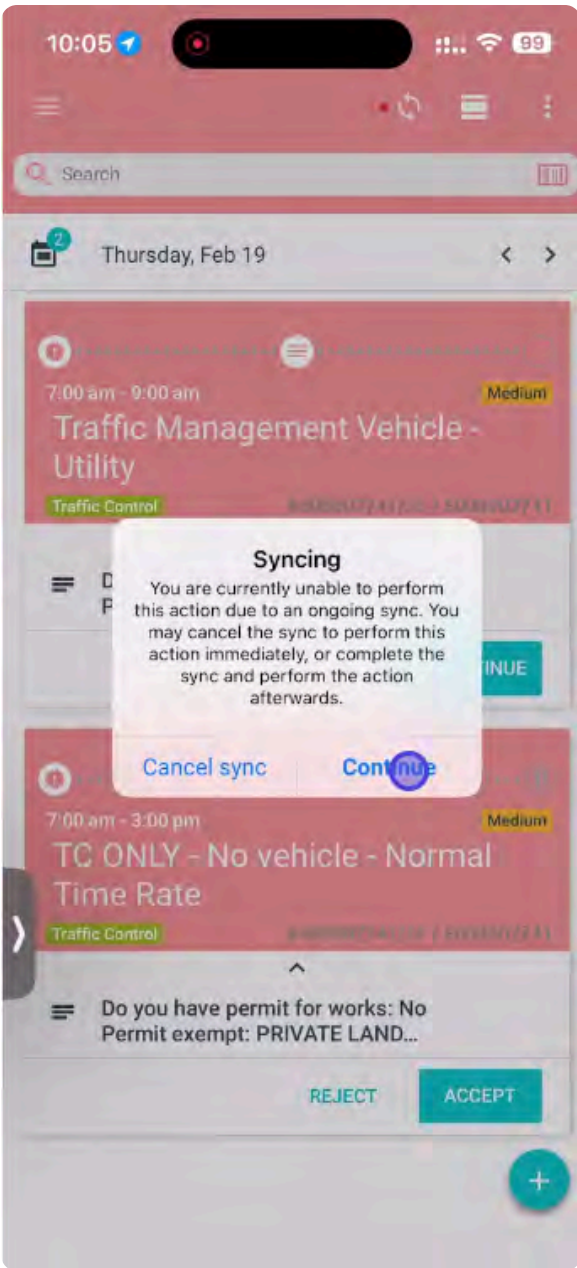 10:05
99
Search
2
Thursday, Feb 19
7:00 am - 9:00 am
Medium
Traffic Management Vehicle -
Utility
Traffic Control
D
P
INUE
Syncing
You are currently unable to perform
this action due to an ongoing sync. You
may cancel the sync to perform this
action immediately, or complete the
sync and perform the action
afterwards.
Cancel sync
Continue
7:00 am - 3:00 pm
Medium
TC ONLY - No vehicle - Normal
Time Rate
Traffic Control
Do you have permit for works: No
Permit exempt: PRIVATE LAND...
REJECT
ACCEPT